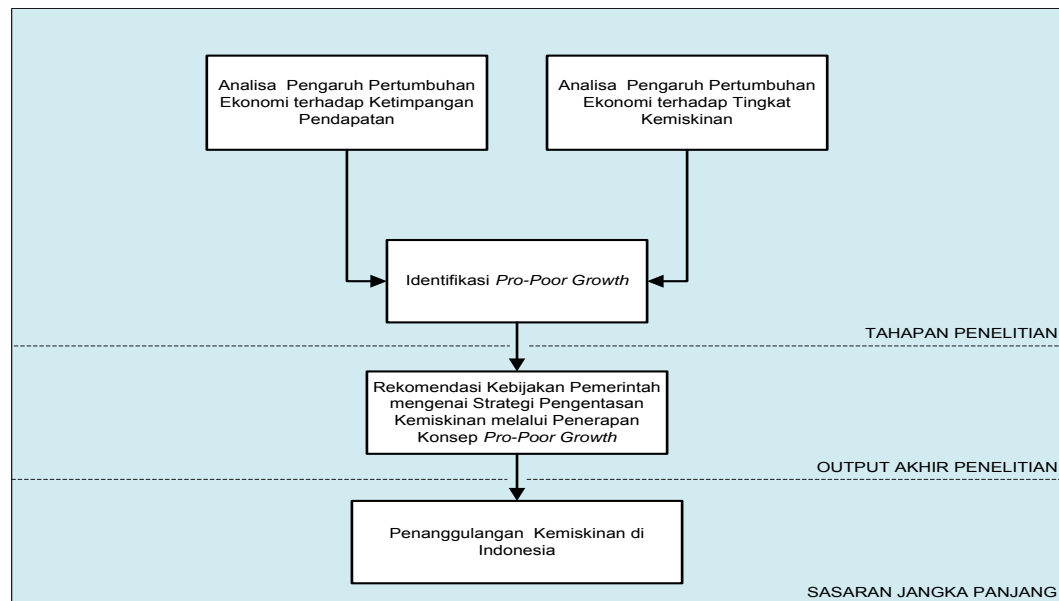 Analisa Pengaruh Pertumbuhan
Ekonomi terhadap Ketimpangan
Pendapatan
Analisa Pengaruh Pertumbuhan
Ekonomi terhadap Tingkat
Kemiskinan
Identifikasi Pro-Poor Growth
TAHAPAN PENELITIAN
Rekomendasi Kebijakan Pemerintah
mengenai Strategi Pengentasan
Kemiskinan melalui Penerapan
Konsep Pro-Poor Growth
OUTPUT AKHIR PENELITIAN
Penanggulangan Kemiskinan di
Indonesia
SASARAN JANGKA PANJANG